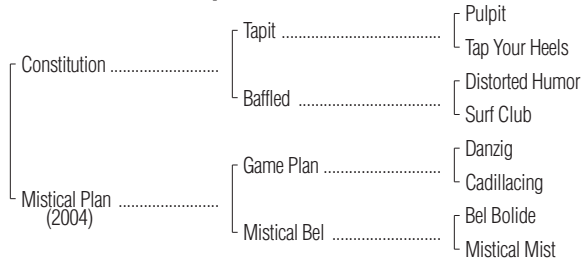 Pulpit
Tapit ................................
Tap Your Heels
Constitution ......................
Distorted Humor
Baffled .............................
Surf Club
Danzig
Game Plan .......................
Cadillacing
Mistical Plan ....................
(2004)
Bel Bolide
Mistical Bel ......................
Mistical Mist